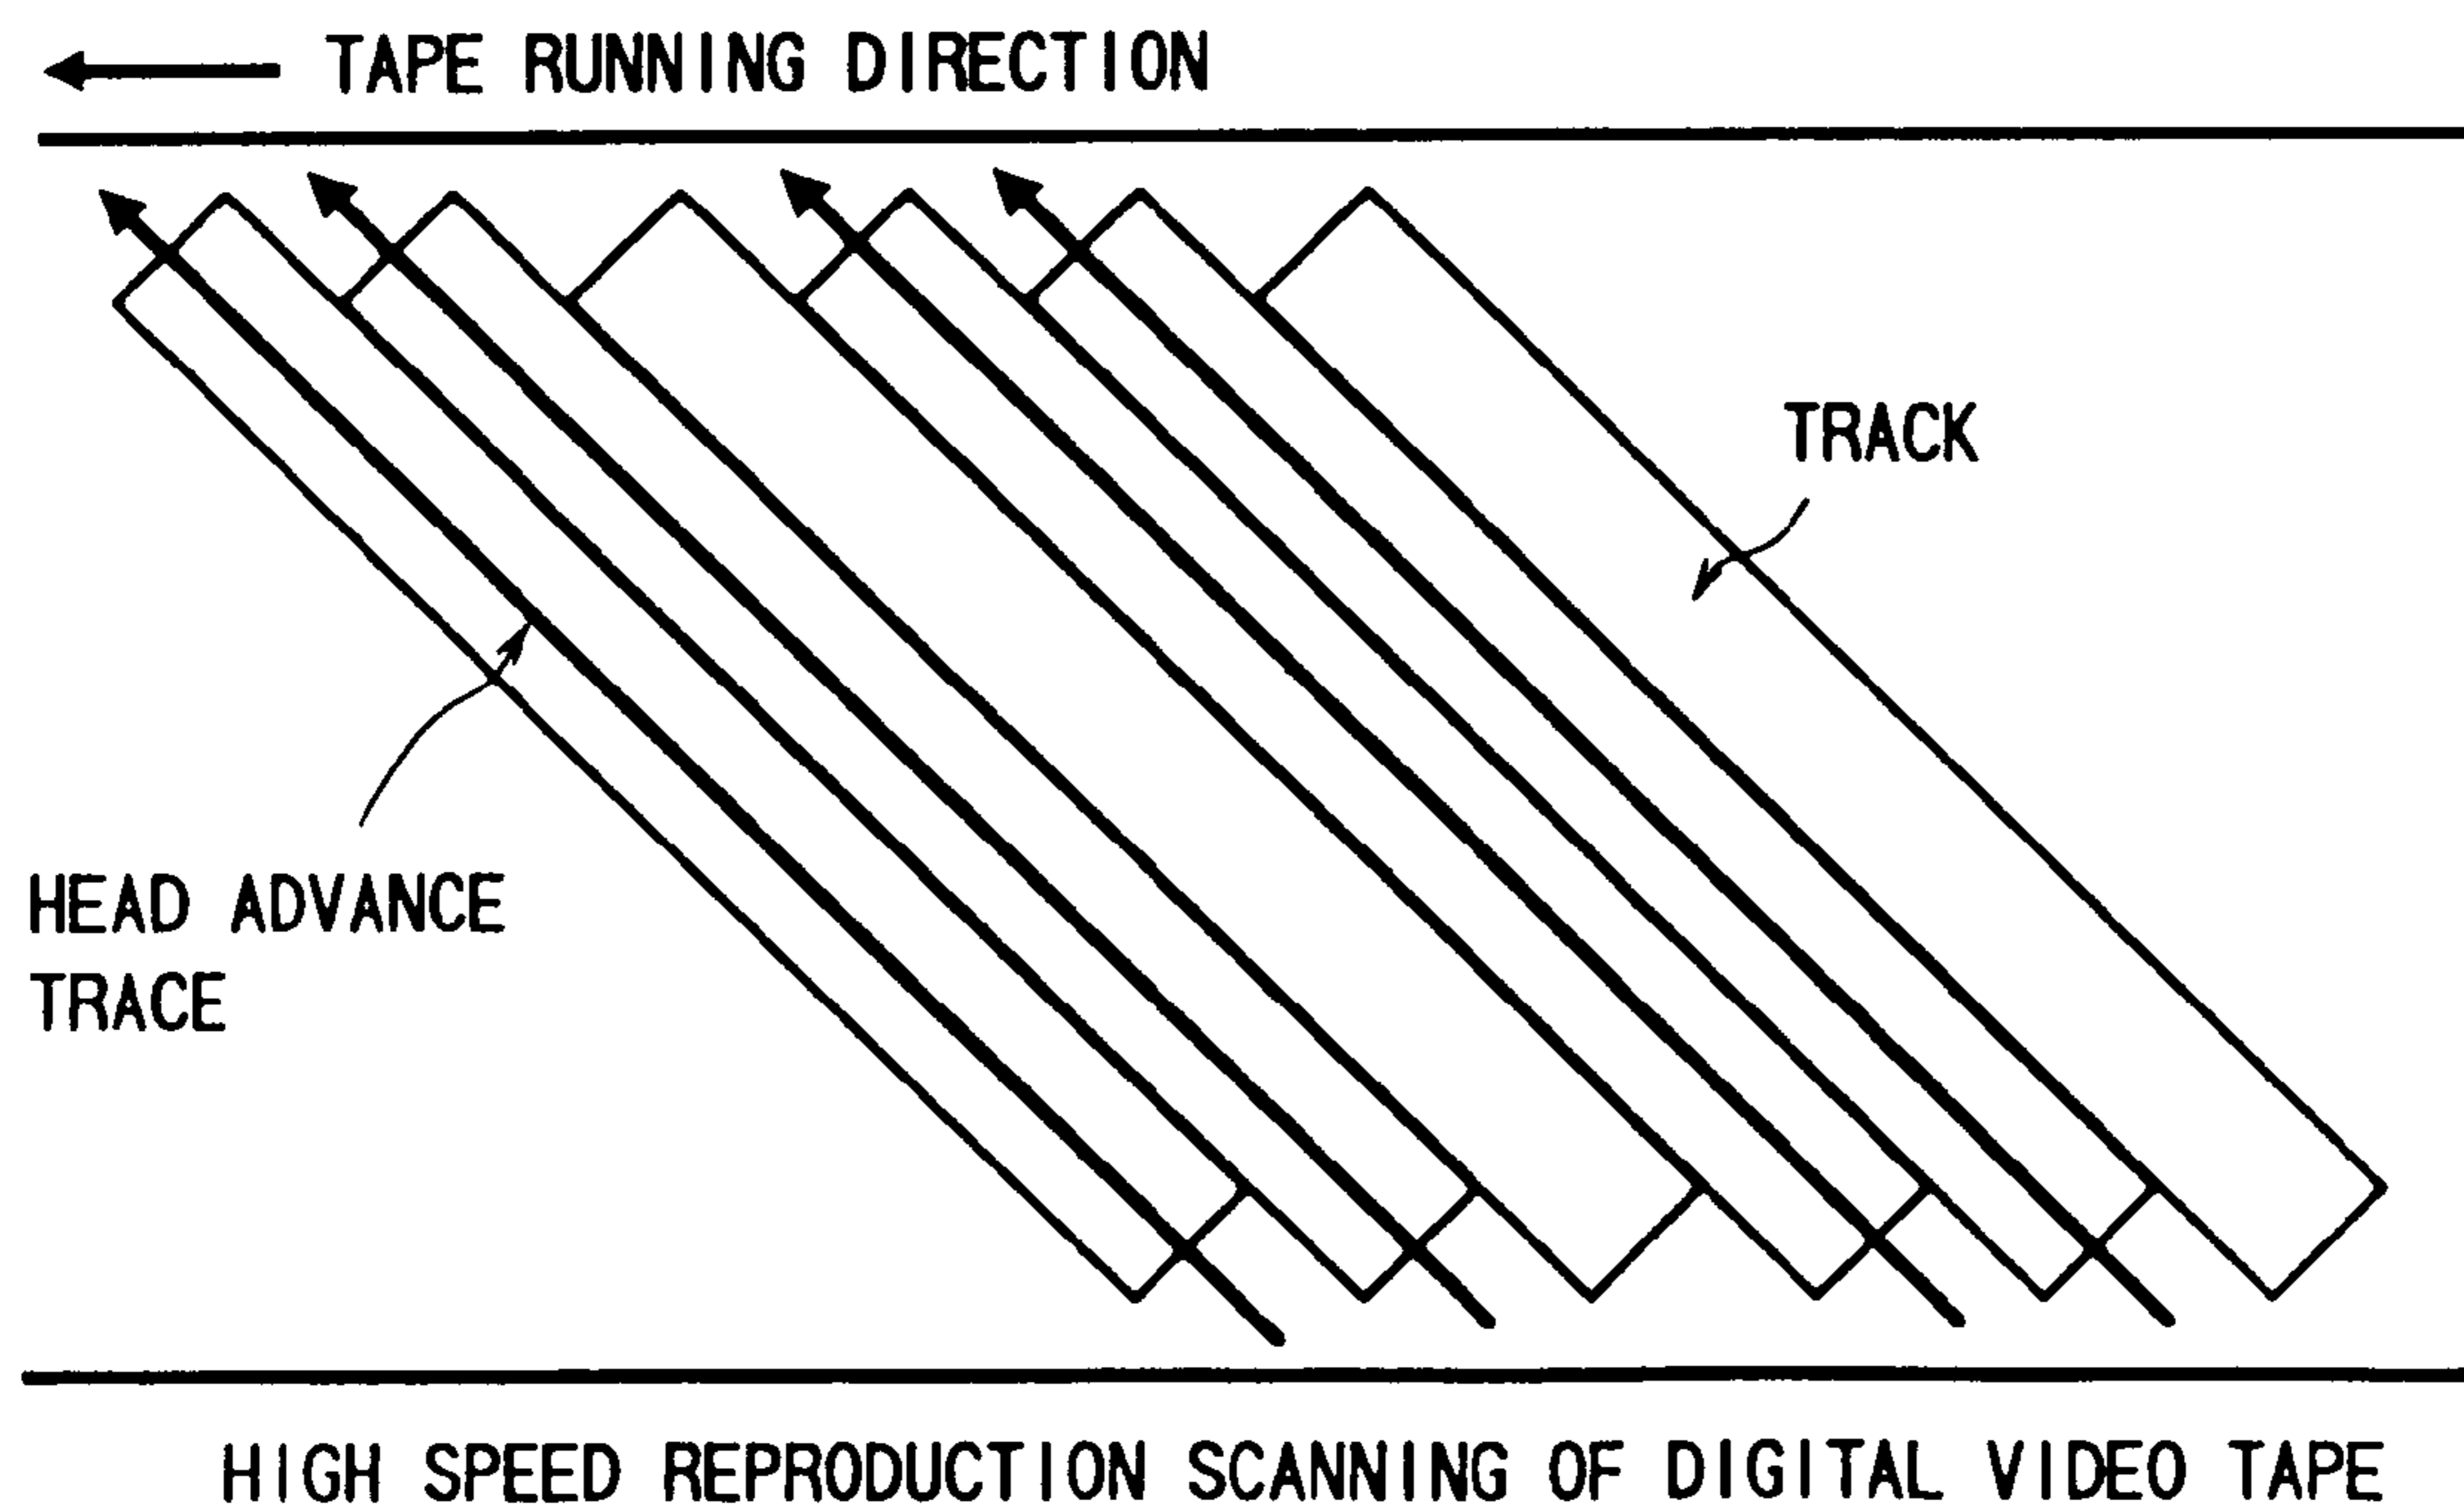 TAPE RUNNING DIRECTION
TRACK
HEAD ADVANCE
TRACE
HIGH SPEED REPRODUCTION SCANNING OF DIGITAL VIDEO TAPE